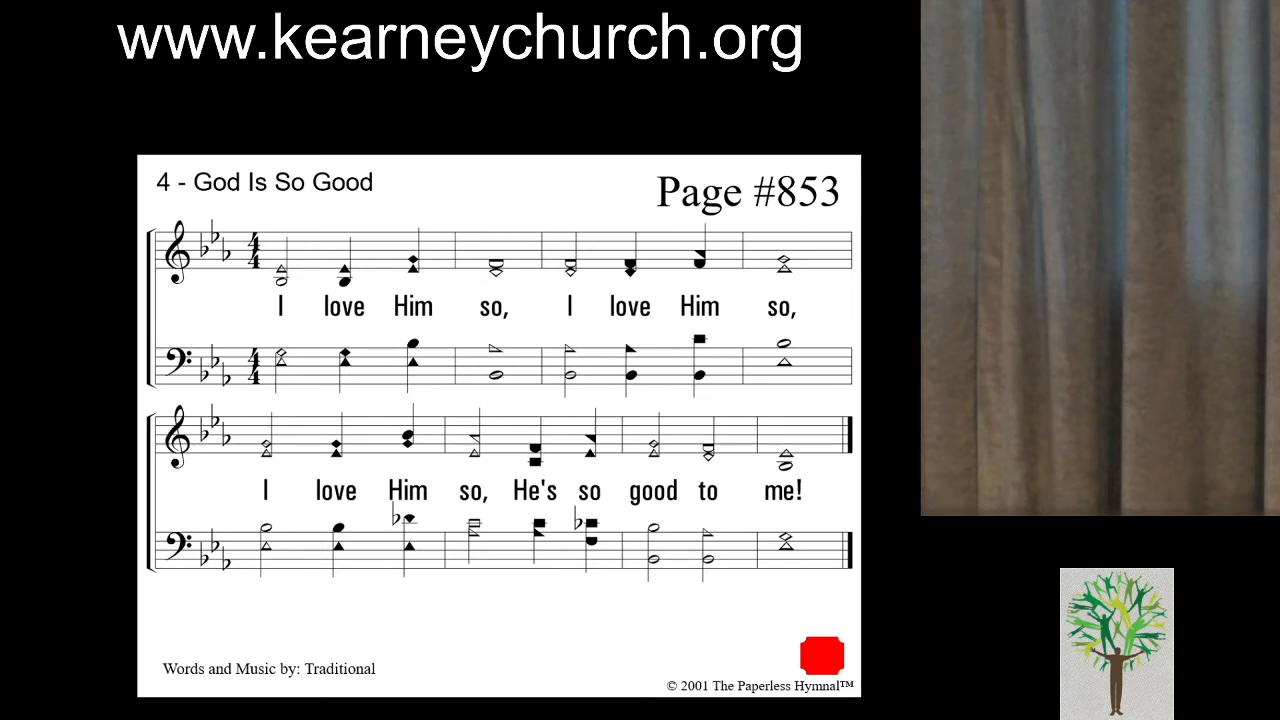 www.kearneychurch.org
4 - God Is So Good
Page #853
I love Him so, I love Him so,
I love Him so, He's so good to me!
Words and Music by: Traditional
© 2001 The Paperless Hymnal™